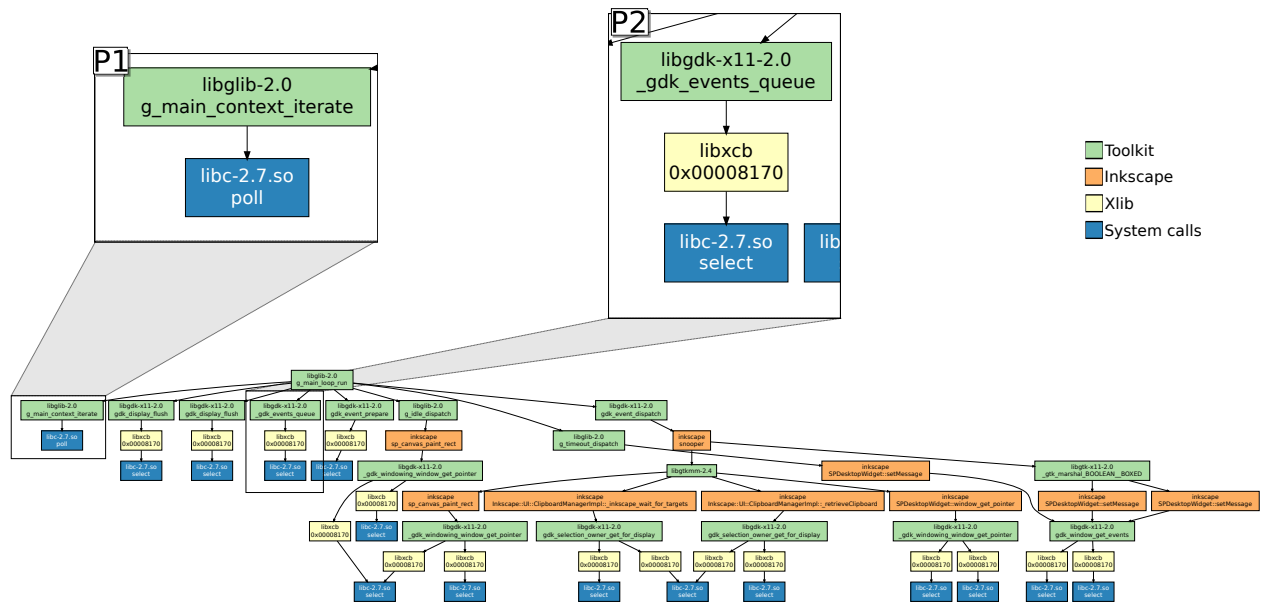 P2
libgdk-x11-2.0
_gdk_events_queue
libxcb
0x00008170
libc-2.7.so
select
lib
P1
libglib-2.0
g_main_context_iterate
libc-2.7.so
poll
Toolkit
Inkscape
Xlib
System calls
libglib-2.0
g_main_loop_run
libglib-2.0
g_main_context_iterate
libgdk-x11-2.0
gdk_display_flush
libgdk-x11-2.0
gdk_display_flush
libgdk-x11-2.0
_gdk_events_queue
libgdk-x11-2.0
gdk_event_prepare
libglib-2.0
g_idle_dispatch
libgdk-x11-2.0
gdk_event_dispatch
libc-2.7.so
poll
libxcb
0x00008170
libxcb
0x00008170
libxcb
0x00008170
libxcb
0x00008170
inkscape
sp_canvas_paint_rect
libglib-2.0
g_timeout_dispatch
inkscape
snooper
libc-2.7.so
select
libc-2.7.so
select
libc-2.7.so
select
libc-2.7.so
select
libgdk-x11-2.0
_gdk_windowing_window_get_pointer
libgtkmm-2.4
inkscape
SPDesktopWidget::setMessage
libgtk-x11-2.0
_gtk_marshal_BOOLEAN__BOXED
libxcb
0x00008170
inkscape
sp_canvas_paint_rect
inkscape
Inkscape::UI::ClipboardManagerImpl::_inkscape_wait_for_targets
inkscape
Inkscape::UI::ClipboardManagerImpl::_retrieveClipboard
inkscape
SPDesktopWidget::window_get_pointer
inkscape
SPDesktopWidget::setMessage
inkscape
SPDesktopWidget::setMessage
libxcb
0x00008170
libc-2.7.so
select
libgdk-x11-2.0
_gdk_windowing_window_get_pointer
libgdk-x11-2.0
gdk_selection_owner_get_for_display
libgdk-x11-2.0
gdk_selection_owner_get_for_display
libgdk-x11-2.0
_gdk_windowing_window_get_pointer
libgdk-x11-2.0
gdk_window_get_events
libxcb
0x00008170
libxcb
0x00008170
libxcb
0x00008170
libxcb
0x00008170
libxcb
0x00008170
libxcb
0x00008170
libxcb
0x00008170
libxcb
0x00008170
libxcb
0x00008170
libxcb
0x00008170
libc-2.7.so
select
libc-2.7.so
select
libc-2.7.so
select
libc-2.7.so
select
libc-2.7.so
select
libc-2.7.so
select
libc-2.7.so
select
libc-2.7.so
select
libc-2.7.so
select